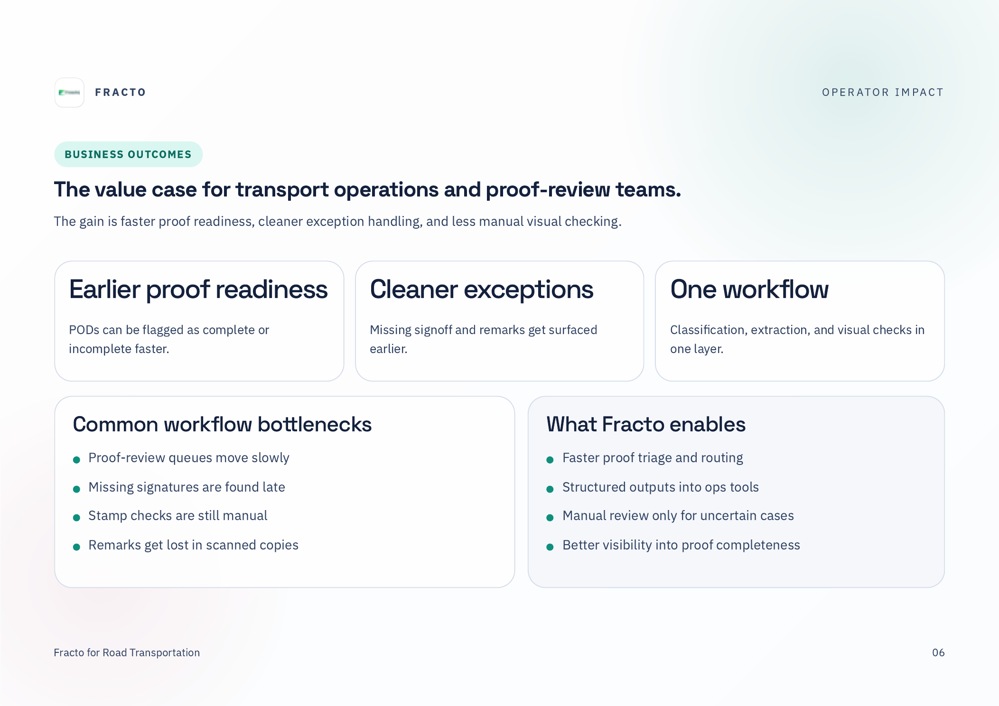 FRACTO
OPERATOR IMPACT
BUSINESS OUTCOMES
The value case for transport operations and proof-review teams.
The gain is faster proof readiness, cleaner exception handling, and less manual visual checking.
Earlier proof readiness
PODs can be flagged as complete or
incomplete faster.
Cleaner exceptions
Missing signoff and remarks get surfaced
earlier.
One workflow
Classification, extraction, and visual checks in
one layer.
Common workflow bottlenecks
Proof-review queues move slowly
Missing signatures are found late
Stamp checks are still manual
Remarks get lost in scanned copies
What Fracto enables
Faster proof triage and routing
Structured outputs into ops tools
Manual review only for uncertain cases
Better visibility into proof completeness
Fracto for Road Transportation
06